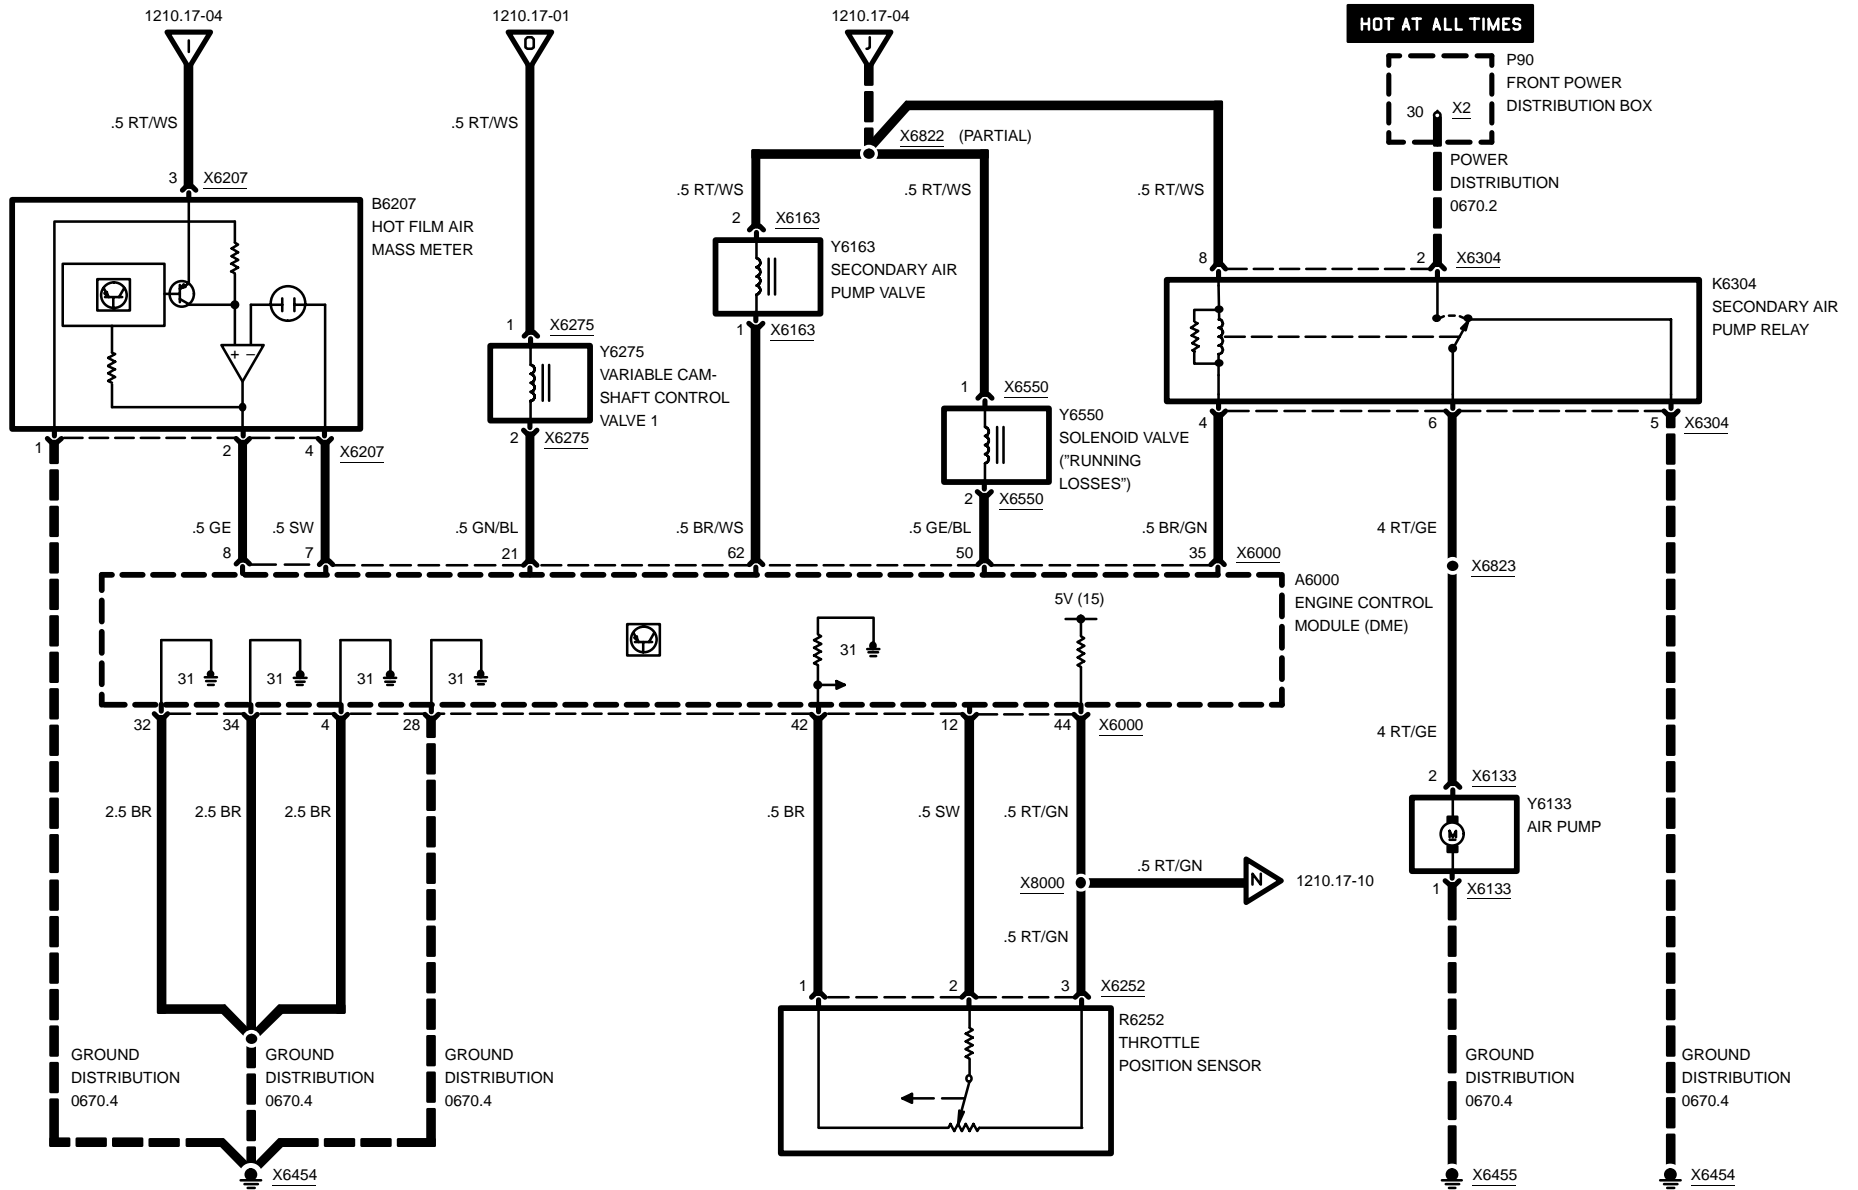 1210.17-04
1210.17-01
1210.17-04
HOT AT ALL TIMES
I
O
J
P90
FRONT POWER
DISTRIBUTION BOX
30
X2
.5 RT/WS
.5 RT/WS
X6822 (PARTIAL)
POWER
DISTRIBUTION
0670.2
3
X6207
.5 RT/WS
.5 RT/WS
.5 RT/WS
B6207
HOT FILM AIR
MASS METER
2
X6163
Y6163
SECONDARY AIR
PUMP VALVE
8
2
X6304
K6304
SECONDARY AIR
PUMP RELAY
+ −
1
X6275
1
X6163
Y6275
VARIABLE CAM-
SHAFT CONTROL
VALVE 1
1
X6550
Y6550
SOLENOID VALVE
("RUNNING
LOSSES")
4
6
5
X6304
1
2
4
X6207
2
X6275
2
X6550
.5 GE
.5 SW
.5 GN/BL
.5 BR/WS
.5 GE/BL
.5 BR/GN
4 RT/GE
8
7
21
62
50
35
X6000
X6823
A6000
ENGINE CONTROL
MODULE (DME)
5V (15)
31
31
31
31
31
32
34
4
28
42
12
44
X6000
4 RT/GE
2
X6133
2.5 BR
2.5 BR
2.5 BR
.5 BR
.5 SW
.5 RT/GN
Y6133
AIR PUMP
M
X8000
.5 RT/GN
N
1210.17-10
1
X6133
.5 RT/GN
1
2
3
X6252
R6252
THROTTLE
POSITION SENSOR
GROUND
DISTRIBUTION
0670.4
GROUND
DISTRIBUTION
0670.4
GROUND
DISTRIBUTION
0670.4
GROUND
DISTRIBUTION
0670.4
GROUND
DISTRIBUTION
0670.4
X6454
X6455
X6454